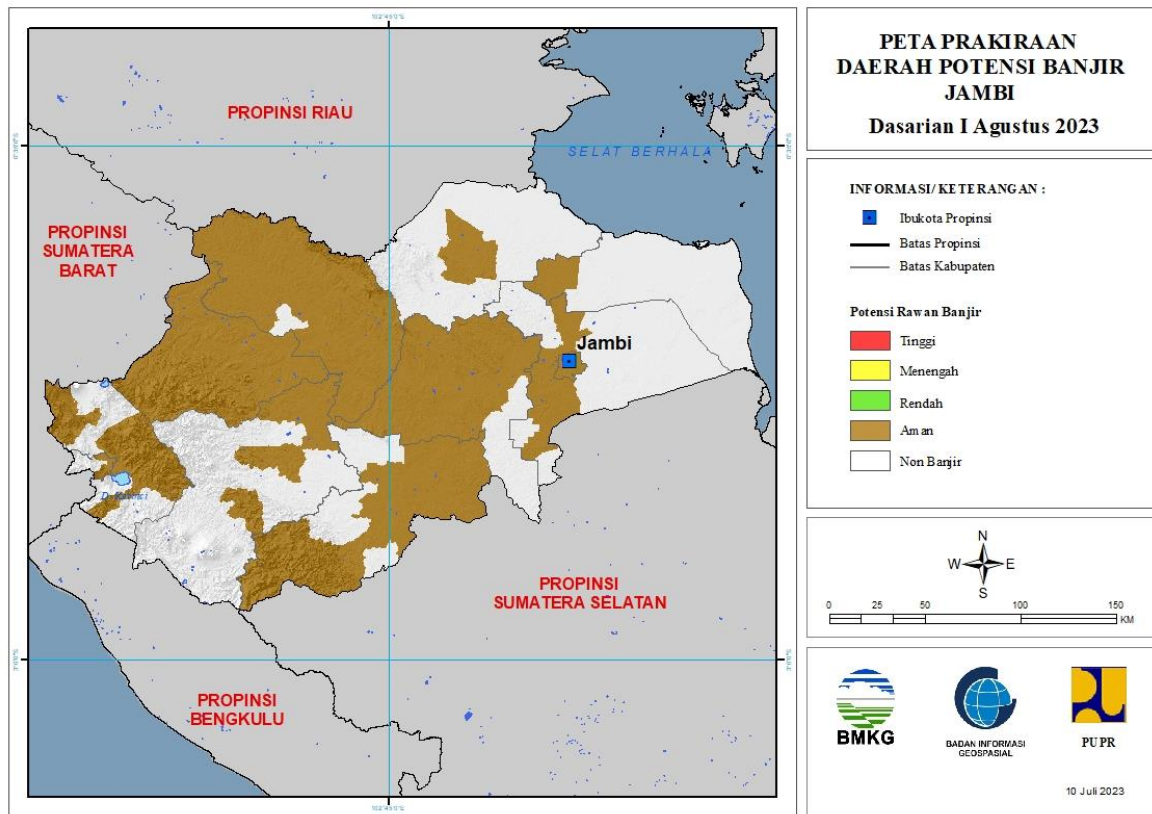 PETA PRAKIRAAN
DAERAH POTENSI BANJIR
JAMBI
Dasarian I Agustus 2023
INFORMASI/ KETERANGAN :
Ibukota Propinsi
Batas Propinsi
Batas Kabupaten
Potensi Rawan Banjir
Tinggi
Menengah
Rendah
Aman
Non Banjir
N
W E
S
0 25 50 100 150
KM
BMKG
BADAN INFORMASI
GEOSPASIAL
PUPR
10 Juli 2023
PROPINSI RIAU
SELAT BERHALA
PROPINSI
SUMATERA
BARAT
Jambi
PROPINSI
SUMATERA SELATAN
PROPINSI
BENGKULU